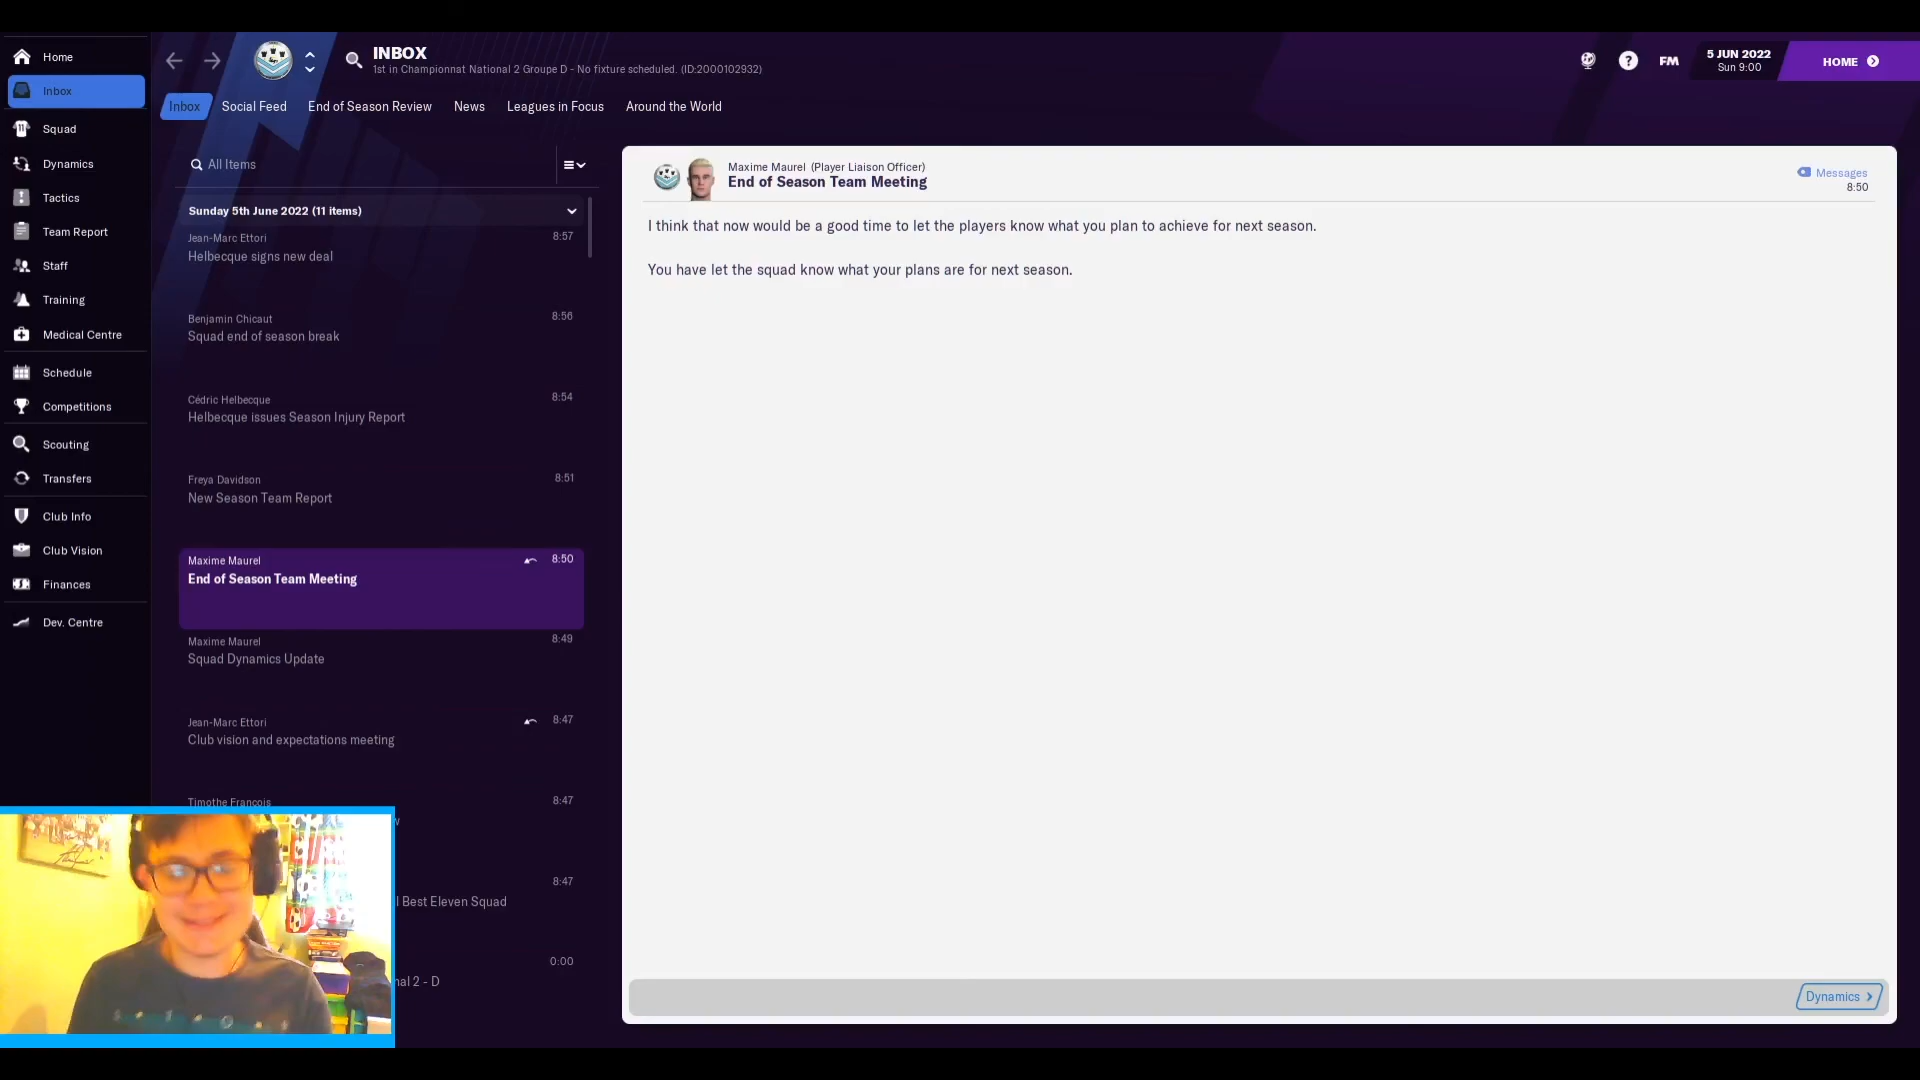 Home
Inbox
Squad
Dynamics
Tactics
Team Report
Staff
Training
Medical Centre
Schedule
Competitions
Scouting
Transfers
Club Info
Club Vision
Finances
Dev. Centre
INBOX
1st in Championnat National 2 Groupe D - No fixture scheduled. (ID:2000102932)
?
FM
5 JUN 2022
Sun 9:00
HOME
Inbox
Social Feed
End of Season Review
News
Leagues in Focus
Around the World
All Items
Sunday 5th June 2022 (11 items)
Jean-Marc Ettori
8:57
Helbecque signs new deal
Benjamin Chicaut
8:56
Squad end of season break
Cédric Helbecque
8:54
Helbecque issues Season Injury Report
Freya Davidson
8:51
New Season Team Report
Maxime Maurel
8:50
End of Season Team Meeting
Maxime Maurel
8:49
Squad Dynamics Update
Jean-Marc Ettori
8:47
Club vision and expectations meeting
Timothe Francois
8:47
8:47
Best Eleven Squad
0:00
nal 2 - D
Maxime Maurel (Player Liaison Officer)
End of Season Team Meeting
Messages
8:50
I think that now would be a good time to let the players know what you plan to achieve for next season.
You have let the squad know what your plans are for next season.
Dynamics